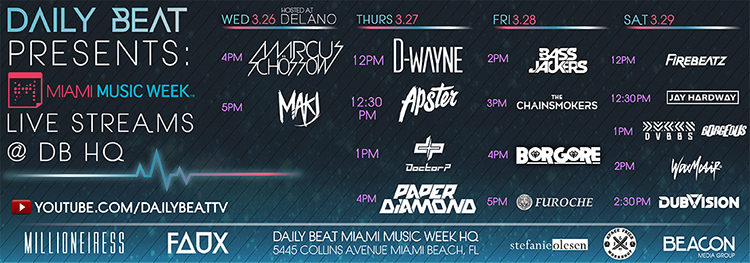 DAILY BEAT
PRESENTS:
MIAMI MUSIC WEEK
LIVE STREAMS
@ DB HQ
YOUTUBE.COM/DAILYBEATTV
WED 3.26 HOSTED AT DELANO
4PM MARCUS SCHOSSOW
5PM MAKJ
THURS 3.27
12PM D-WAYNE
12:30 PM Apster
1PM Doctor P
4PM PAPER DIAMOND
FRI 3.28
2PM BASSJACKERS
3PM THE CHAINSMOKERS
4PM BORGORE
5PM FUROCHE
SAT 3.29
12PM FIREBEATZ
12:30PM JAY HARDWAY
1PM DVBBS BORGEOUS
2PM WAX MOTIF
2:30PM DUBVISION
MILLIONEIRESS
FAUX
DAILY BEAT MIAMI MUSIC WEEK HQ
5445 COLLINS AVENUE MIAMI BEACH, FL
stefanie olesen
BEACON
MEDIA GROUP